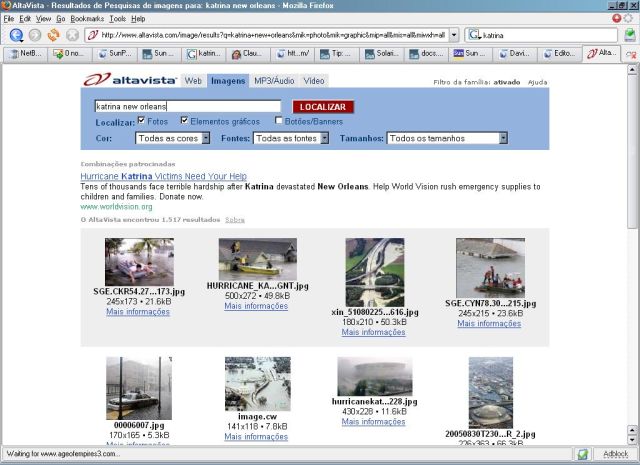 AltaVista - Resultados de Pesquisas de imagens para: katrina new orleans - Mozilla Firefox
File Edit View Go Bookmarks Tools Help
http://www.altavista.com/image/results?q=katrina+new+orleans&mik=photo&mik=graphic&mip=all&mis=all&miwxh=all
katrina
NetB...
O no...
SunP...
Sun ...
katrin...
Clau...
htt...m/
Tip: ...
Solari...
docs....
Sun ...
Davi...
Edito...
Alta...
altavista
Web Imagens MP3/Áudio Vídeo
Filtro da família: ativado Ajuda
katrina new orleans LOCALIZAR
Localizar: Fotos Elementos gráficos Botões/Banners
Cor: Todas as cores Fontes: Todas as fontes Tamanhos: Todos os tamanhos
Combinações patrocinadas
Hurricane Katrina Victims Need Your Help
Tens of thousands face terrible hardship after Katrina devastated New Orleans. Help World Vision rush emergency supplies to
children and families. Donate now.
www.worldvision.org
O AltaVista encontrou 1.517 resultados Sobre
SGE.CKR54.27...173.jpg
245x173 • 21.6kB
Mais informações
HURRICANE_KA...GNT.jpg
500x272 • 49.8kB
Mais informações
xin_51080225...616.jpg
180x210 • 50.3kB
Mais informações
SGE.CYN78.30...215.jpg
245x215 • 23.6kB
Mais informações
00006007.jpg
170x165 • 5.3kB
Mais informações
image.cw
141x118 • 7.8kB
Mais informações
hurricanekat...228.jpg
430x228 • 11.6kB
Mais informações
20050830T230...R_2.jpg
226x363 • 66.3kB
Waiting for www.ageofempires3.com...
Adblock